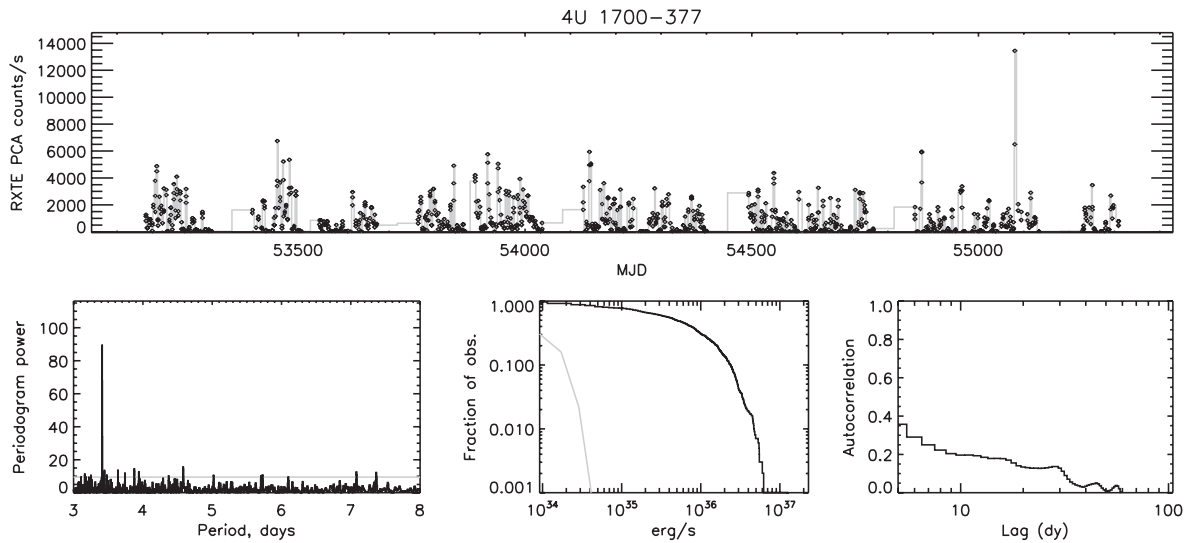 4U 1700−377
14000
12000
10000
8000
6000
4000
2000
0
RXTE PCA counts/s
53500 54000 54500 55000
MJD
100
80
60
40
20
0
Periodogram power
3 4 5 6 7 8
Period, days
1.000
0.100
0.010
0.001
Fraction of obs.
10^34 10^35 10^36 10^37
erg/s
1.0
0.8
0.6
0.4
0.2
0.0
Autocorrelation
10 100
Lag (dy)